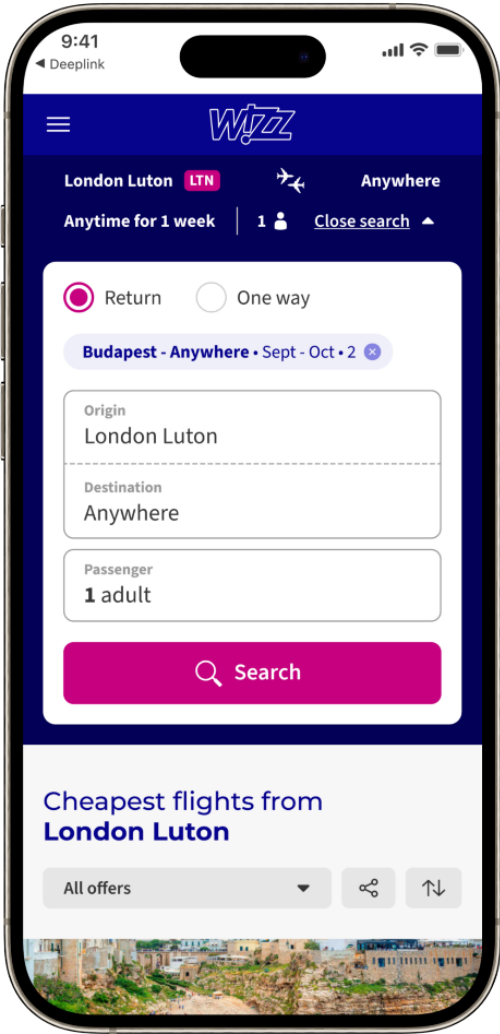 9:41
Deeplink
WIZZ
London Luton LTN Anywhere
Anytime for 1 week 1 Close search
Return One way
Budapest - Anywhere • Sept - Oct • 2
Origin
London Luton
Destination
Anywhere
Passenger
1 adult
Search
Cheapest flights from
London Luton
All offers